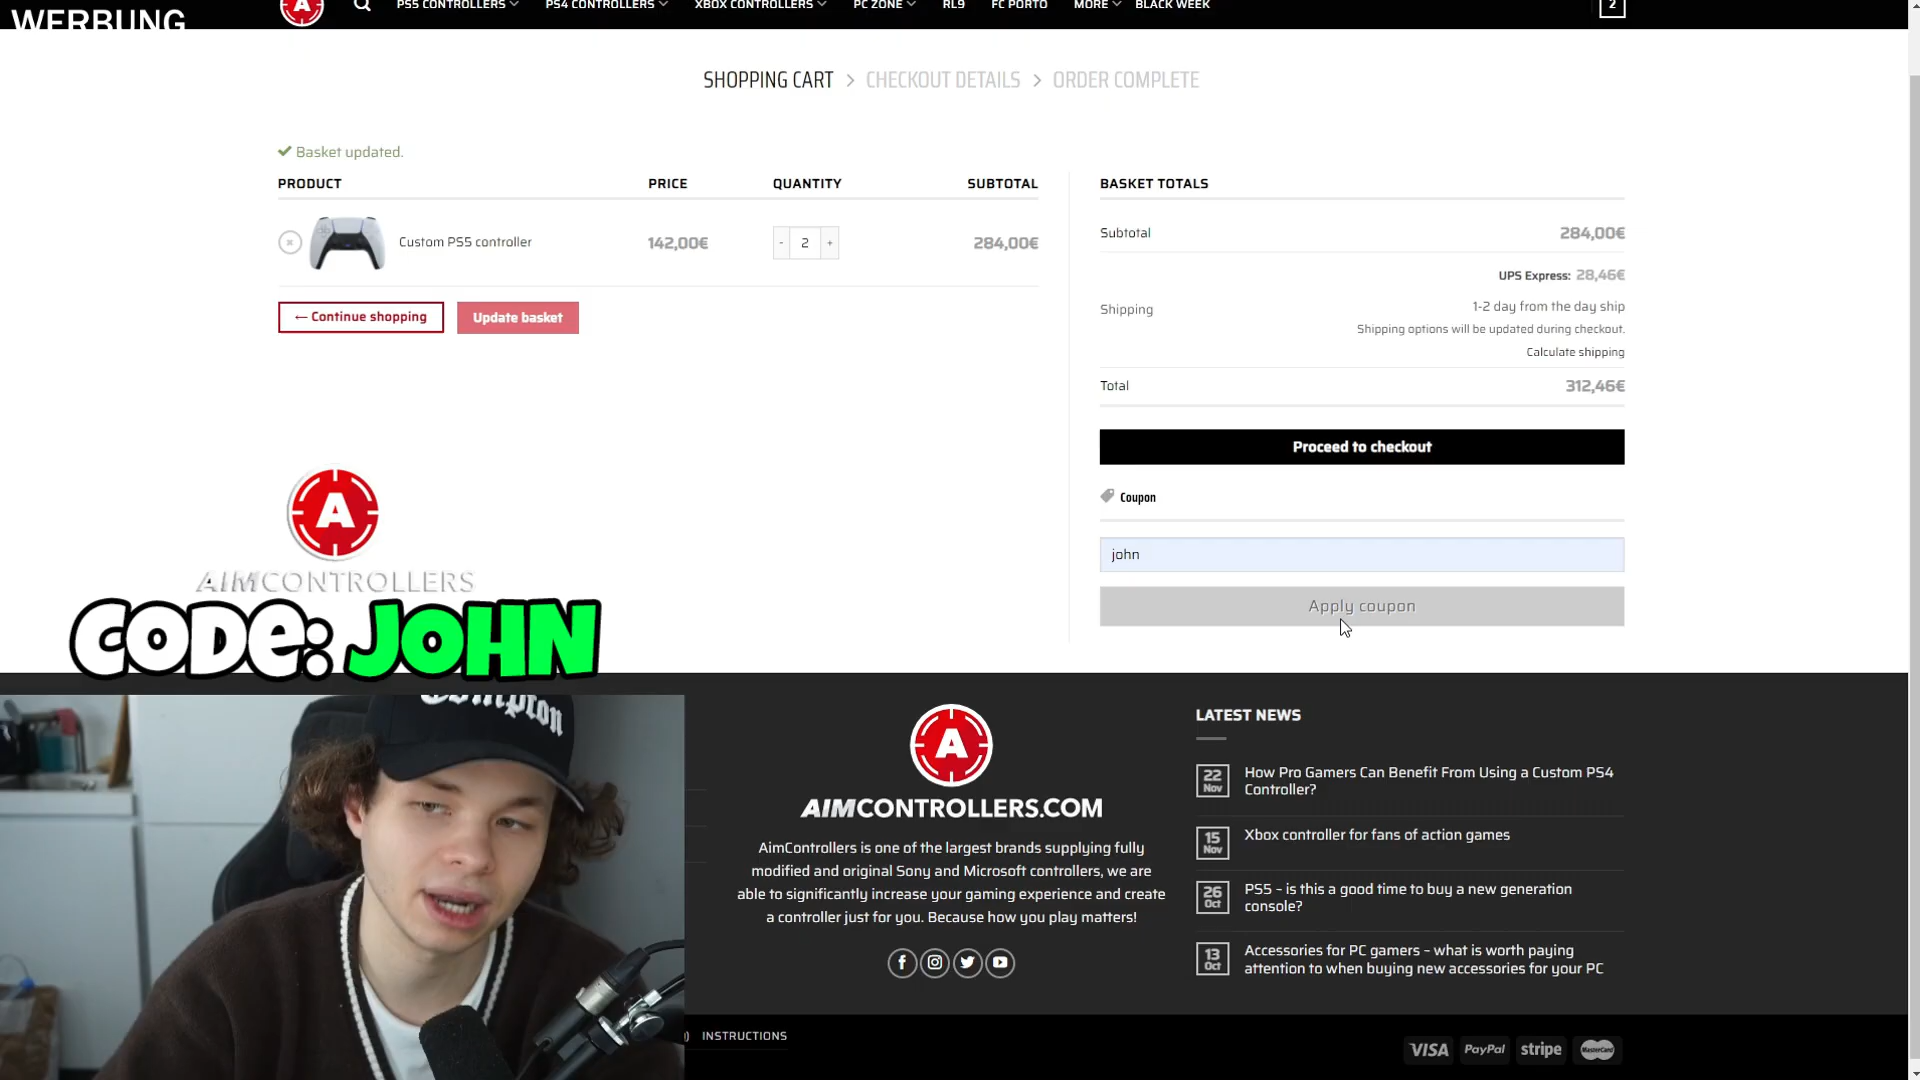 WERBUNG
PS5 CONTROLLERS PS4 CONTROLLERS XBOX CONTROLLERS PC ZONE RL9 FC PORTO MORE BLACK WEEK 2
SHOPPING CART > CHECKOUT DETAILS > ORDER COMPLETE
Basket updated.
PRODUCT PRICE QUANTITY SUBTOTAL
Custom PS5 controller 142,00€ - 2 + 284,00€
← Continue shopping Update basket
BASKET TOTALS
Subtotal 284,00€
UPS Express: 28,46€
1-2 day from the day ship
Shipping
Shipping options will be updated during checkout.
Calculate shipping
Total 312,46€
Proceed to checkout
Coupon
john
Apply coupon
A
AIMCONTROLLERS
CODE: JOHN
Compton
A
AIMCONTROLLERS.COM
AimControllers is one of the largest brands supplying fully
modified and original Sony and Microsoft controllers, we are
able to significantly increase your gaming experience and create
a controller just for you. Because how you play matters!
LATEST NEWS
22 Nov
How Pro Gamers Can Benefit From Using a Custom PS4
Controller?
15 Nov
Xbox controller for fans of action games
26 Oct
PS5 – is this a good time to buy a new generation
console?
13 Oct
Accessories for PC gamers – what is worth paying
attention to when buying new accessories for your PC
INSTRUCTIONS
VISA PayPal stripe MasterCard